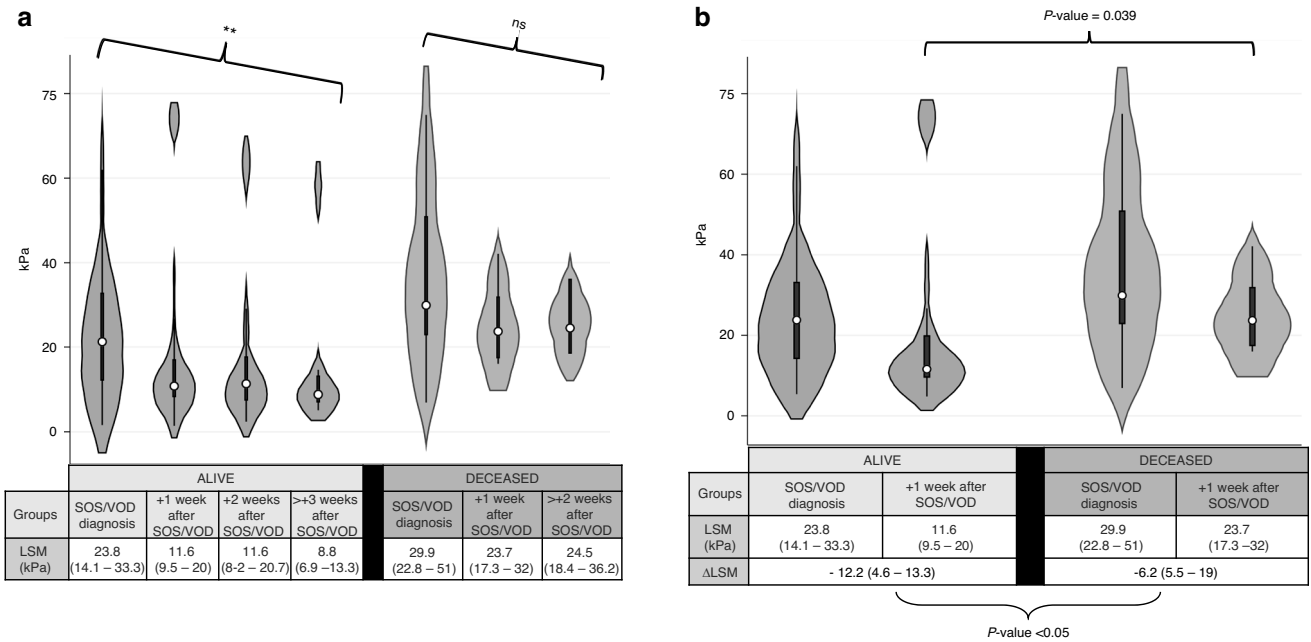 a
**
ns
75
60
40
20
0
kPa
ALIVE
DECEASED
Groups
SOS/VOD diagnosis
+1 week after SOS/VOD
+2 weeks after SOS/VOD
>+3 weeks after SOS/VOD
SOS/VOD diagnosis
+1 week after SOS/VOD
>+2 weeks after SOS/VOD
LSM (kPa)
23.8 (14.1 – 33.3)
11.6 (9.5 – 20)
11.6 (8-2 – 20.7)
8.8 (6.9 –13.3)
29.9 (22.8 – 51)
23.7 (17.3 – 32)
24.5 (18.4 – 36.2)
b
P-value = 0.039
75
60
40
20
0
kPa
ALIVE
DECEASED
Groups
SOS/VOD diagnosis
+1 week after SOS/VOD
SOS/VOD diagnosis
+1 week after SOS/VOD
LSM (kPa)
23.8 (14.1 – 33.3)
11.6 (9.5 – 20)
29.9 (22.8 – 51)
23.7 (17.3 –32)
ΔLSM
- 12.2 (4.6 – 13.3)
-6.2 (5.5 – 19)
P-value <0.05